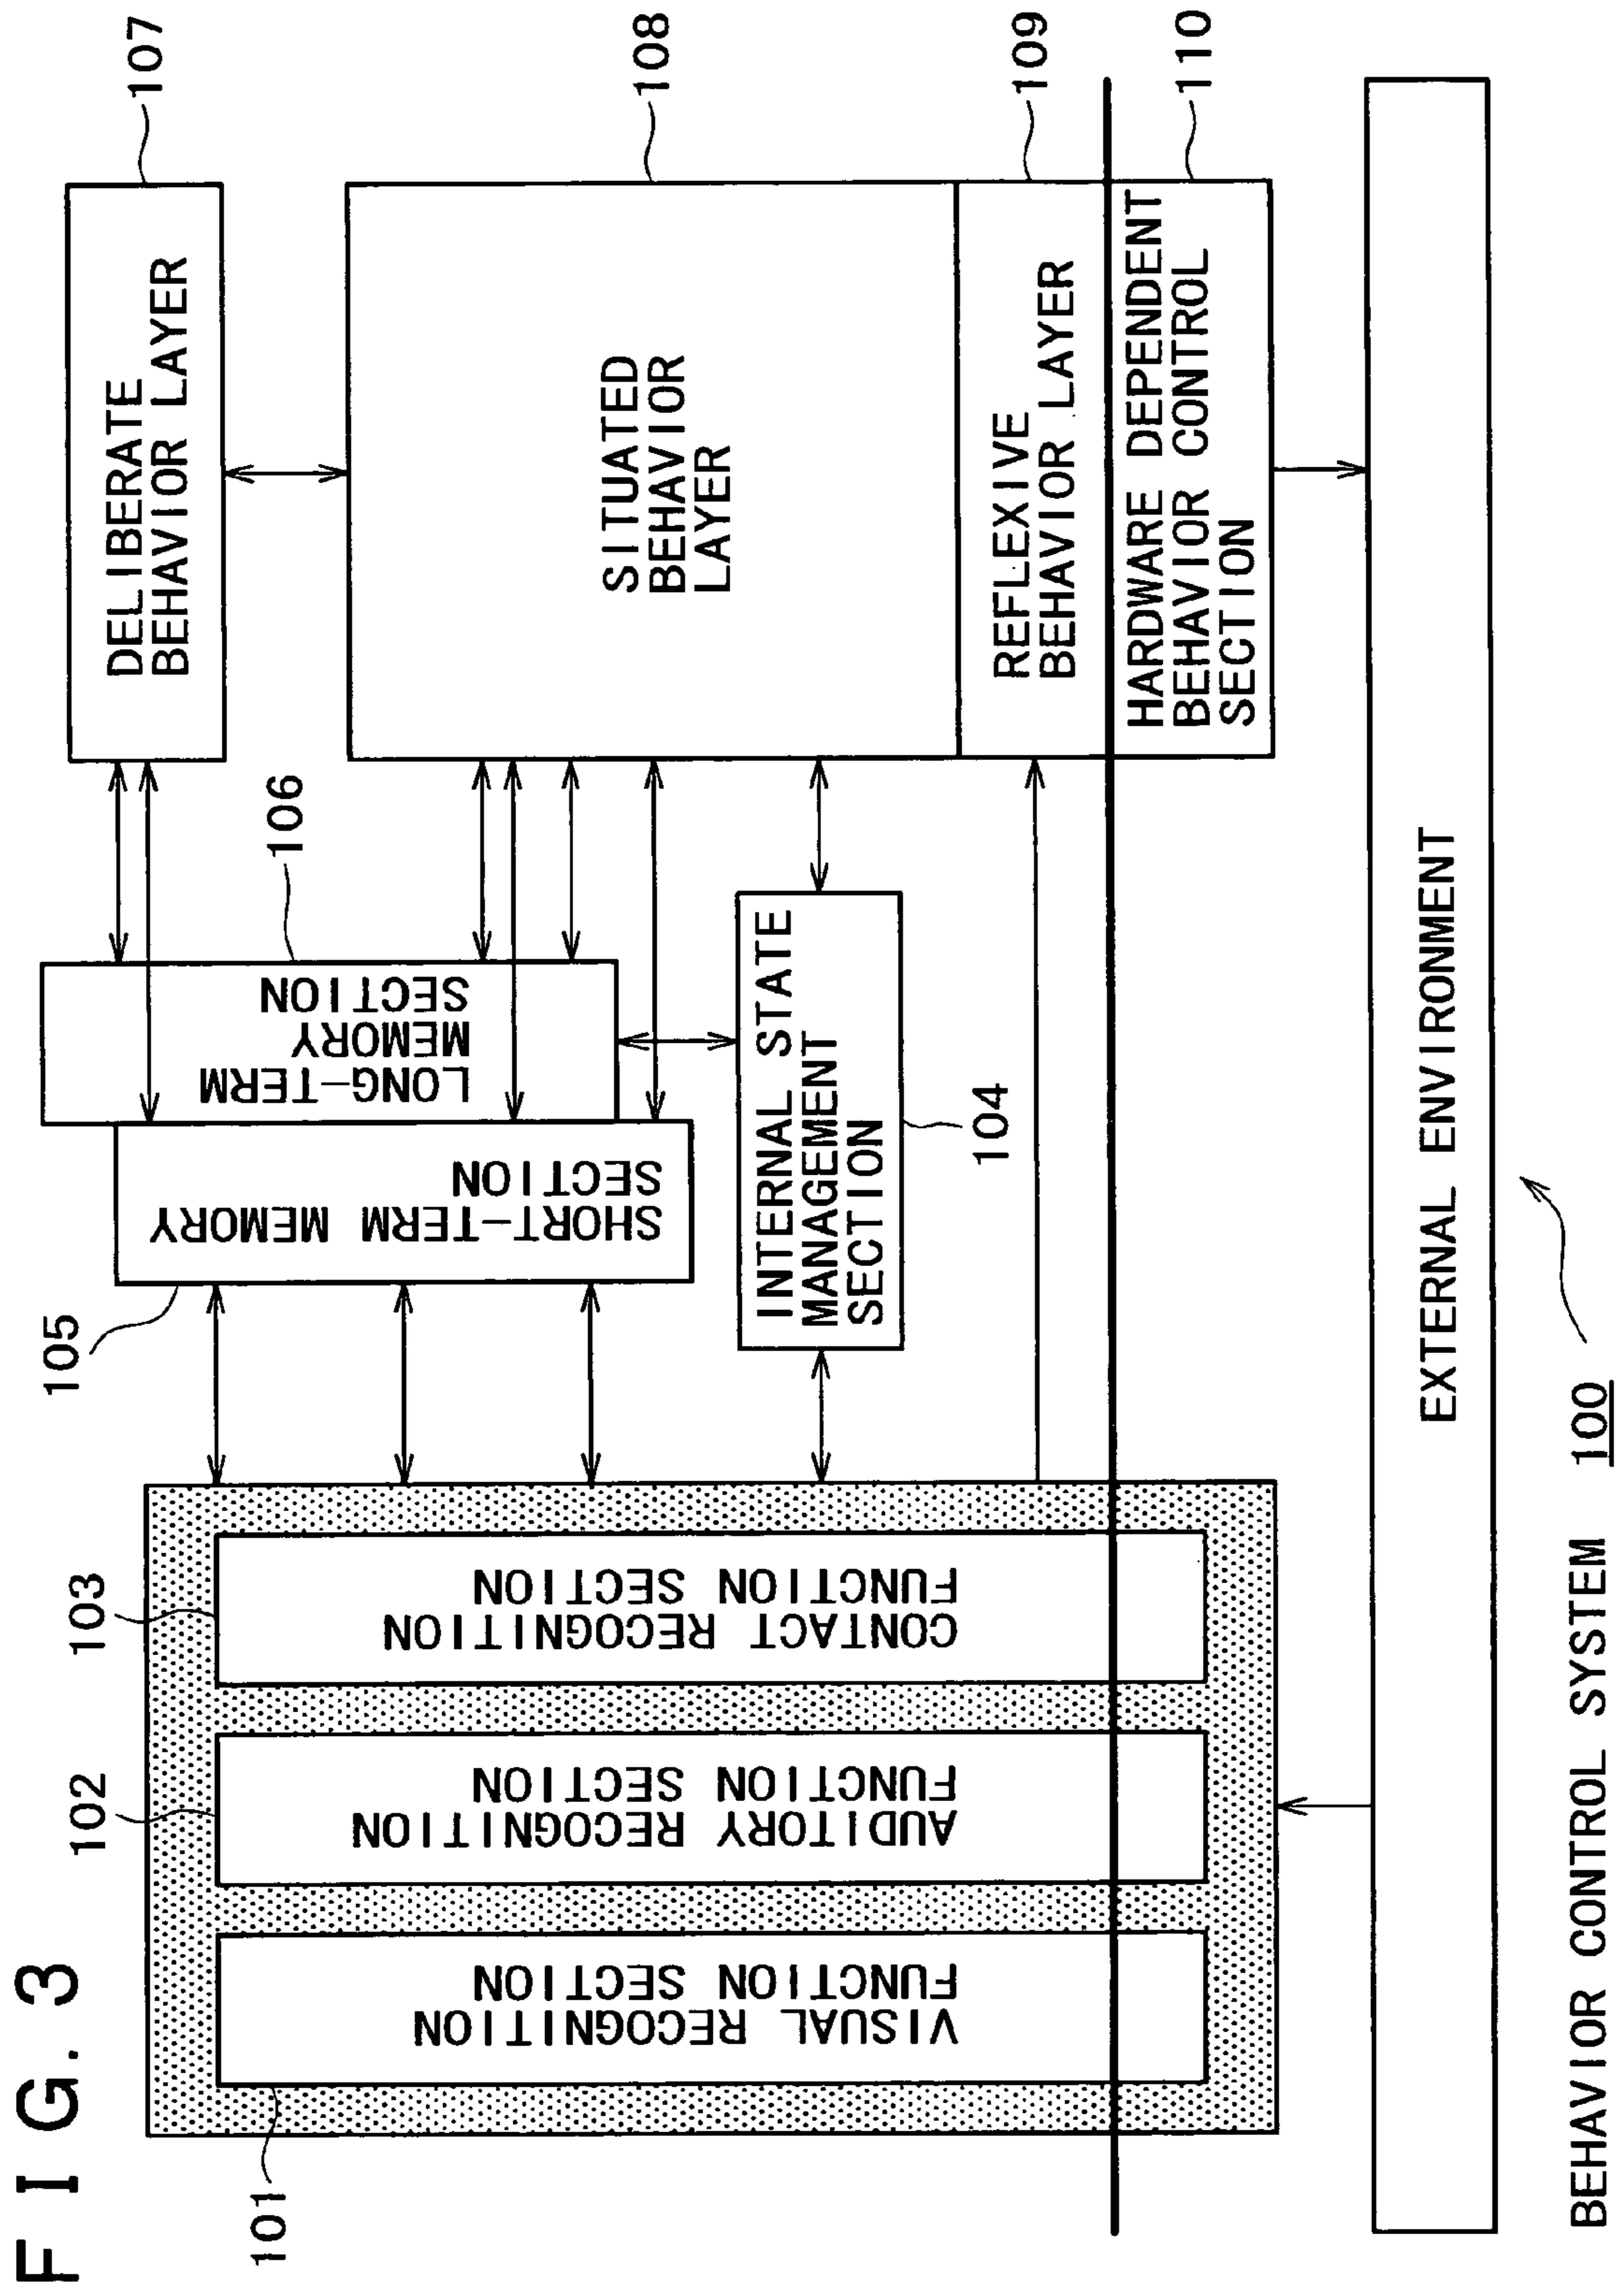 FIG. 3
101
VISUAL RECOGNITION
FUNCTION SECTION
102
AUDITORY RECOGNITION
FUNCTION SECTION
103
CONTACT RECOGNITION
FUNCTION SECTION
105
SHORT-TERM MEMORY
SECTION
106
LONG-TERM
MEMORY
SECTION
INTERNAL STATE
MANAGEMENT
SECTION
104
DELIBERATE
BEHAVIOR LAYER
107
SITUATED
BEHAVIOR
LAYER
108
REFLEXIVE
BEHAVIOR LAYER
109
HARDWARE DEPENDENT
BEHAVIOR CONTROL
SECTION
110
EXTERNAL ENVIRONMENT
BEHAVIOR CONTROL SYSTEM 100